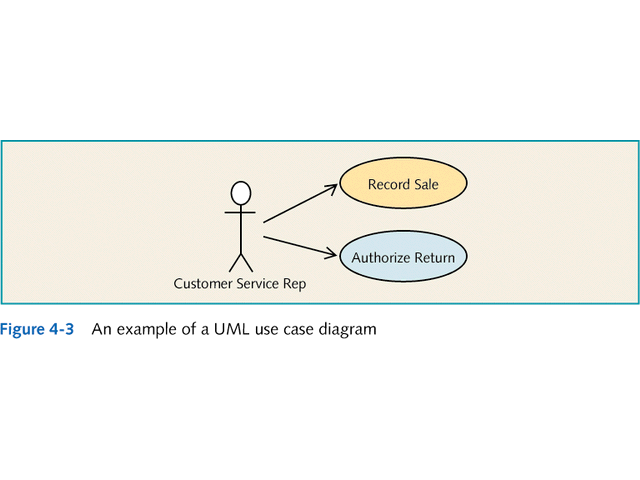 Record Sale
Authorize Return
Customer Service Rep
Figure 4-3 An example of a UML use case diagram